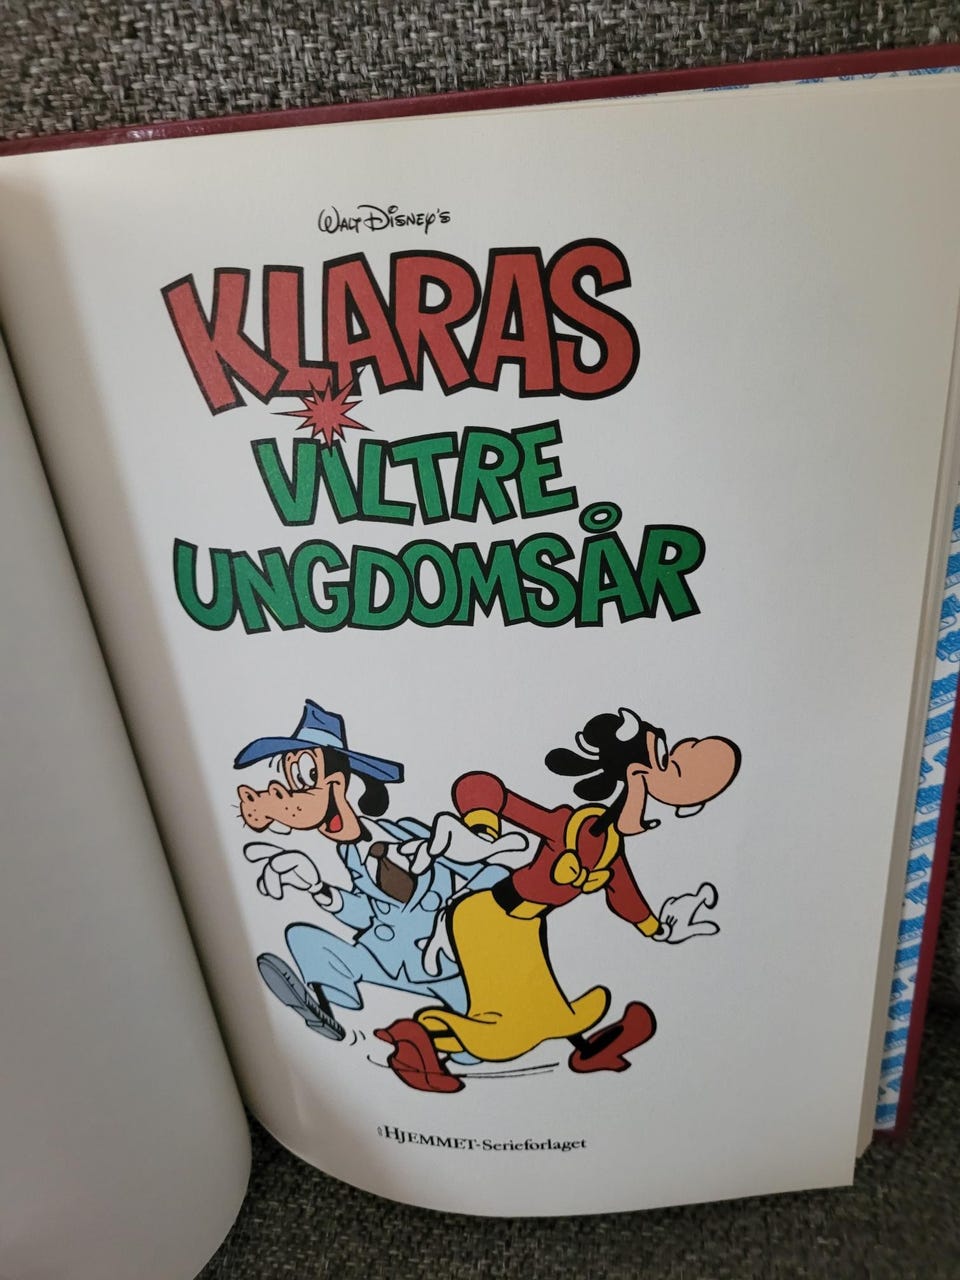 WALT DISNEY'S
KLARAS
VILTRE
UNGDOMSÅR
HJEMMET-Serieforlaget